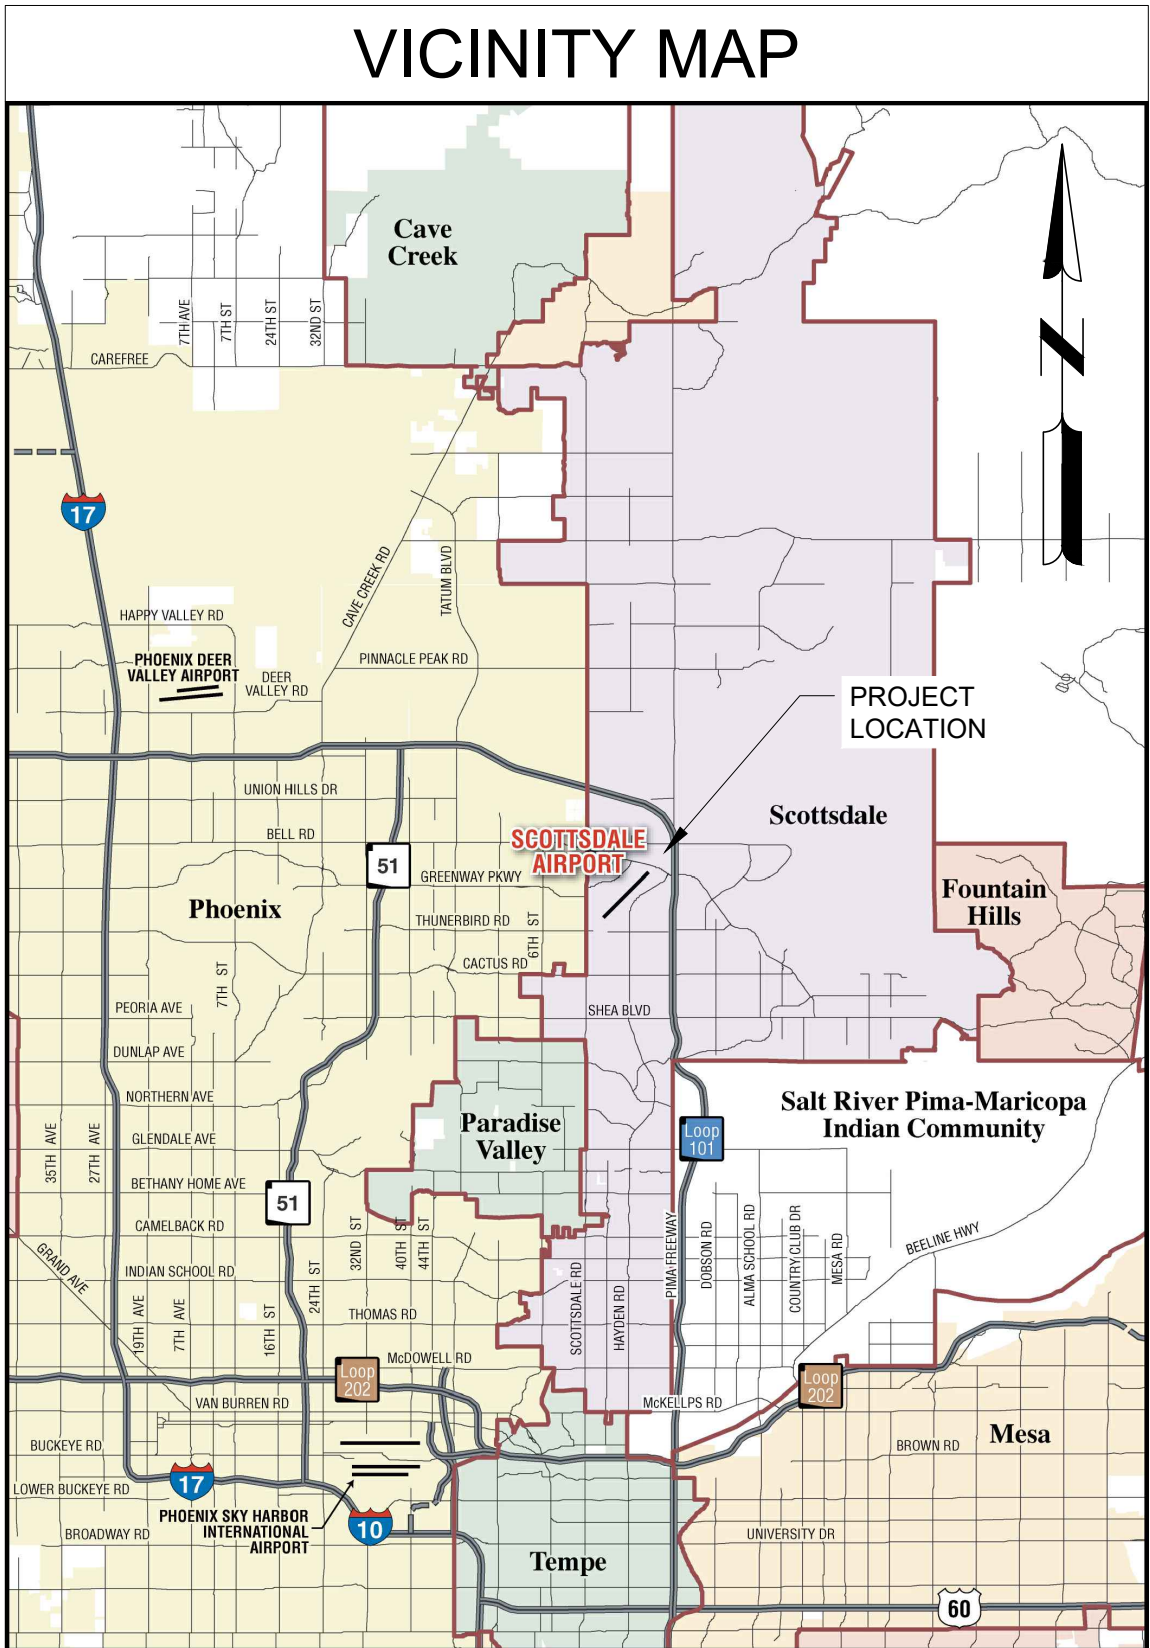 VICINITY MAP
Cave
Creek
7TH AVE
7TH ST
24TH ST
32ND ST
CAREFREE
17
CAVE CREEK RD
TATUM BLVD
HAPPY VALLEY RD
PHOENIX DEER
VALLEY AIRPORT
DEER
VALLEY RD
PINNACLE PEAK RD
PROJECT
LOCATION
N
UNION HILLS DR
BELL RD
51
SCOTTSDALE
AIRPORT
Scottsdale
GREENWAY PKWY
Fountain
Hills
Phoenix
THUNERBIRD RD
6TH ST
CACTUS RD
7TH ST
PEORIA AVE
SHEA BLVD
DUNLAP AVE
NORTHERN AVE
Paradise
Valley
Salt River Pima-Maricopa
Indian Community
Loop
101
35TH AVE
27TH AVE
GLENDALE AVE
BETHANY HOME AVE
51
CAMELBACK RD
32ND ST
40TH ST
44TH ST
PIMA FREEWAY
DOBSON RD
ALMA SCHOOL RD
COUNTRY CLUB DR
MESA RD
BEELINE HWY
GRAND AVE
INDIAN SCHOOL RD
24TH ST
SCOTTSDALE RD
HAYDEN RD
19TH AVE
7TH AVE
16TH ST
THOMAS RD
McDOWELL RD
Loop
202
Loop
202
VAN BURREN RD
McKELLPS RD
BUCKEYE RD
BROWN RD
Mesa
17
LOWER BUCKEYE RD
PHOENIX SKY HARBOR
INTERNATIONAL
AIRPORT
10
BROADWAY RD
UNIVERSITY DR
Tempe
60